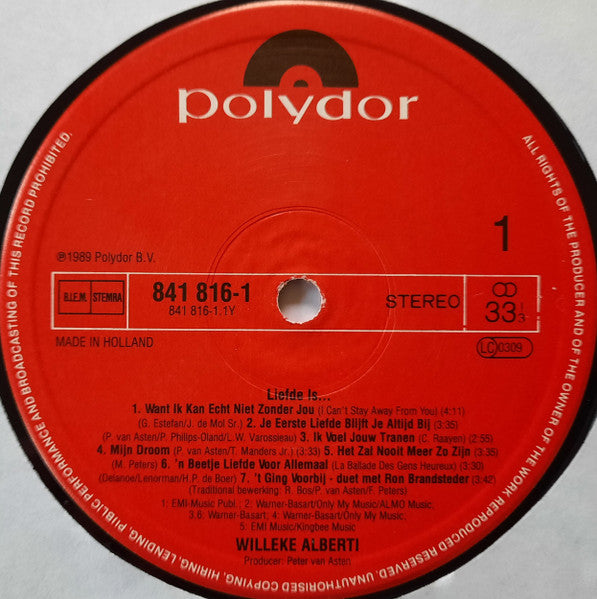 polydor
1
℗1989 Polydor B.V.
B.I.E.M. STEMRA
841 816-1
841 816-1.1Y
STEREO
33 1/3
MADE IN HOLLAND
LC 0309
Liefde Is...
1. Want Ik Kan Echt Niet Zonder Jou (I Can't Stay Away From You) (4:11)
(G. Estefan/J. de Mol Sr.) 2. Je Eerste Liefde Blijft Je Altijd Bij (3:35)
(P. van Asten/P. Philips-Oland/L.W. Varossieau) 3. Ik Voel Jouw Tranen (C. Raayen) (2:55)
4. Mijn Droom (P. van Asten/T. Manders jr.) (3:33) 5. Het Zal Nooit Meer Zo Zijn (3:35)
(M. Peters) 6. 'n Beetje Liefde Voor Allemaal (La Ballade Des Gens Heureux) (3:30)
(Delanoe/Lenorman/H.P. de Boer) 7. 't Ging Voorbij - duet met Ron Brandsteder (3:42)
(Traditional bewerking: R. Bos/P. van Asten/F. Peters)
1: EMI-Music Publ.; 2: Warner-Basart/Only My Music/ALMO Music.
3,6: Warner-Basart; 4: Warner-Basart/Only My Music.
5: EMI Music/Kingbee Music
WILLEKE ALBERTI
Producer: Peter van Asten
ALL RIGHTS OF THE PRODUCER AND OF THE OWNER OF THE WORK REPRODUCED RESERVED. UNAUTHORISED COPYING, HIRING, LENDING, PUBLIC PERFORMANCE AND BROADCASTING OF THIS RECORD PROHIBITED.